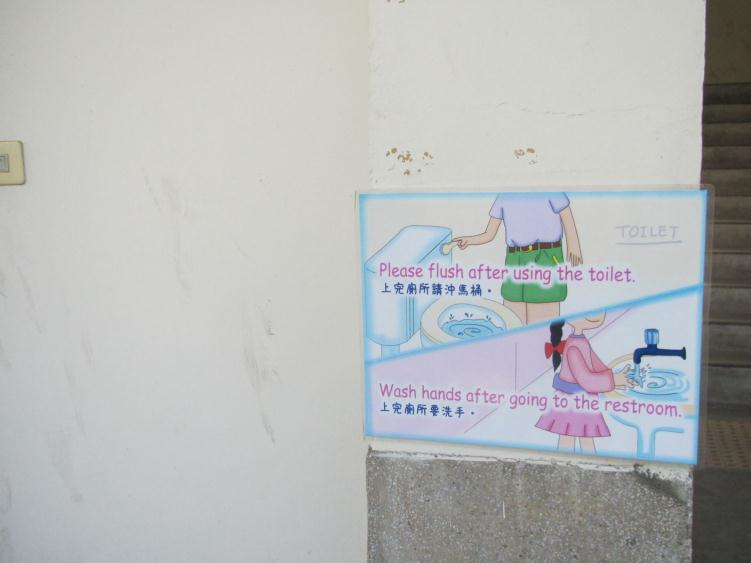 TOILET
Please flush after using the toilet.
上完廁所請沖馬桶。
Wash hands after going to the restroom.
上完廁所要洗手。